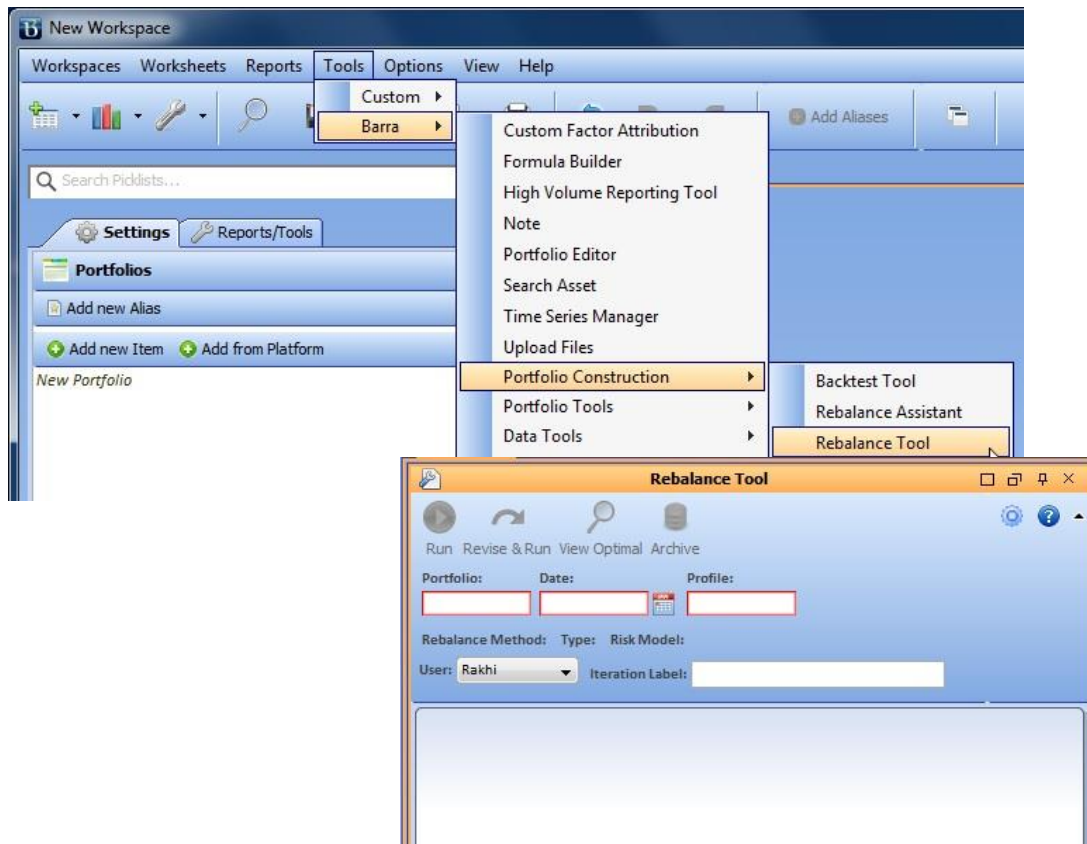 New Workspace
Workspaces Worksheets Reports Tools Options View Help
Custom
Barra
Add Aliases
Custom Factor Attribution
Formula Builder
High Volume Reporting Tool
Note
Portfolio Editor
Search Asset
Time Series Manager
Upload Files
Portfolio Construction
Portfolio Tools
Data Tools
Backtest Tool
Rebalance Assistant
Rebalance Tool
Search Picklists...
Settings Reports/Tools
Portfolios
Add new Alias
Add new Item Add from Platform
New Portfolio
Rebalance Tool
Run Revise & Run View Optimal Archive
Portfolio: Date: Profile:
Rebalance Method: Type: Risk Model:
User: Rakhi Iteration Label: